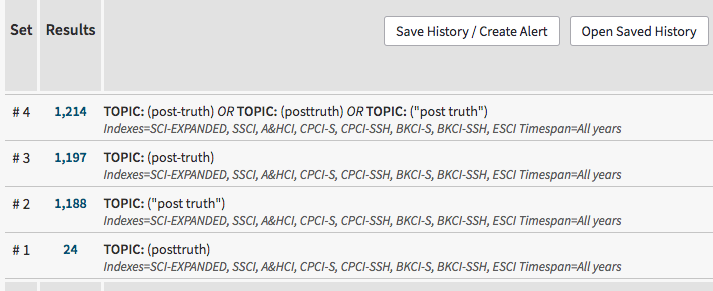 Set Results Save History / Create Alert Open Saved History
# 4 1,214 TOPIC: (post-truth) OR TOPIC: (posttruth) OR TOPIC: ("post truth")
Indexes=SCI-EXPANDED, SSCI, A&HCI, CPCI-S, CPCI-SSH, BKCI-S, BKCI-SSH, ESCI Timespan=All years
# 3 1,197 TOPIC: (post-truth)
Indexes=SCI-EXPANDED, SSCI, A&HCI, CPCI-S, CPCI-SSH, BKCI-S, BKCI-SSH, ESCI Timespan=All years
# 2 1,188 TOPIC: ("post truth")
Indexes=SCI-EXPANDED, SSCI, A&HCI, CPCI-S, CPCI-SSH, BKCI-S, BKCI-SSH, ESCI Timespan=All years
# 1 24 TOPIC: (posttruth)
Indexes=SCI-EXPANDED, SSCI, A&HCI, CPCI-S, CPCI-SSH, BKCI-S, BKCI-SSH, ESCI Timespan=All years